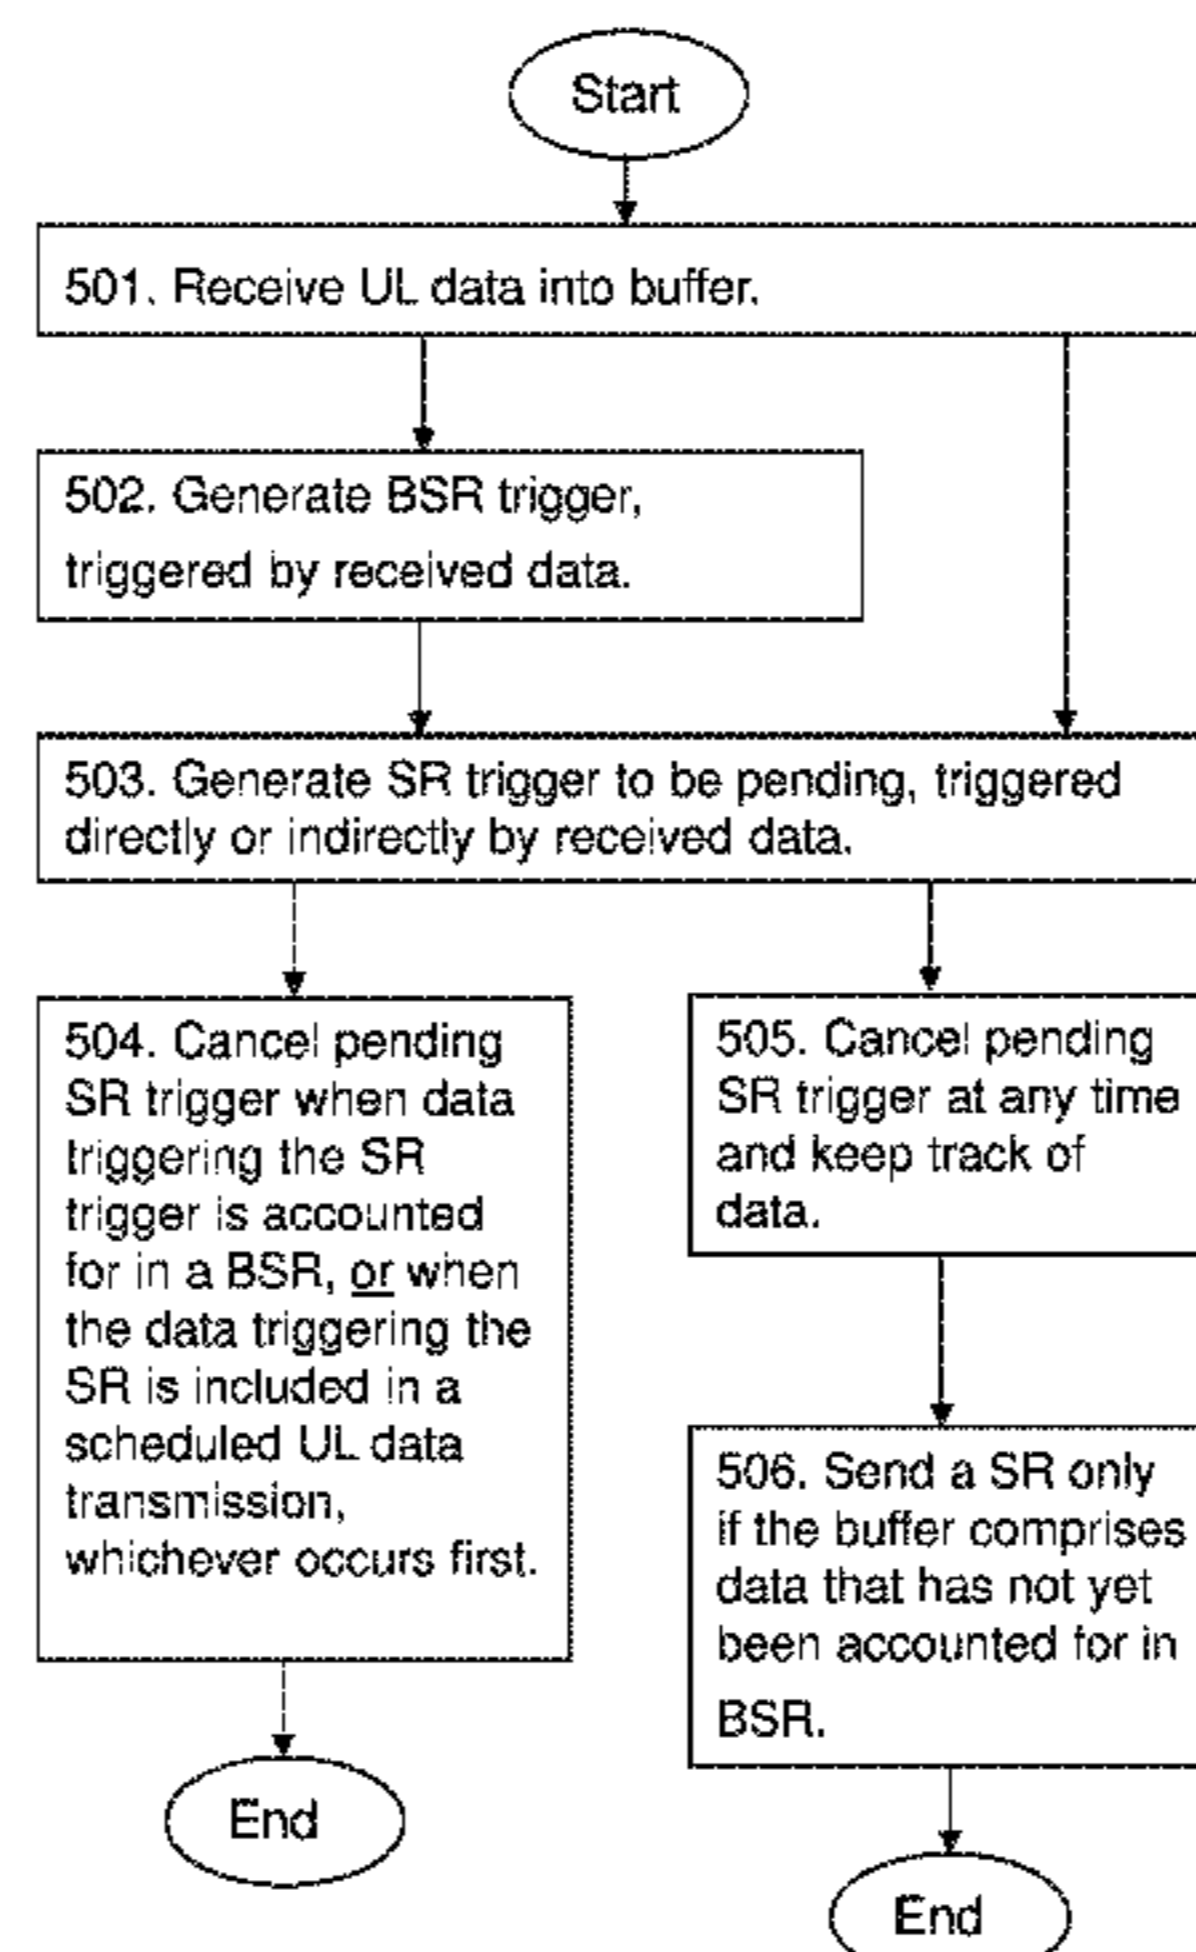 Start
501. Receive UL data into buffer.
502. Generate BSR trigger,
triggered by received data.
503. Generate SR trigger to be pending, triggered
directly or indirectly by received data.
504. Cancel pending
SR trigger when data
triggering the SR
trigger is accounted
for in a BSR, or when
the data triggering the
SR is included in a
scheduled UL data
transmission,
whichever occurs first.
End
505. Cancel pending
SR trigger at any time
and keep track of
data.
506. Send a SR only
if the buffer comprises
data that has not yet
been accounted for in
BSR.
End